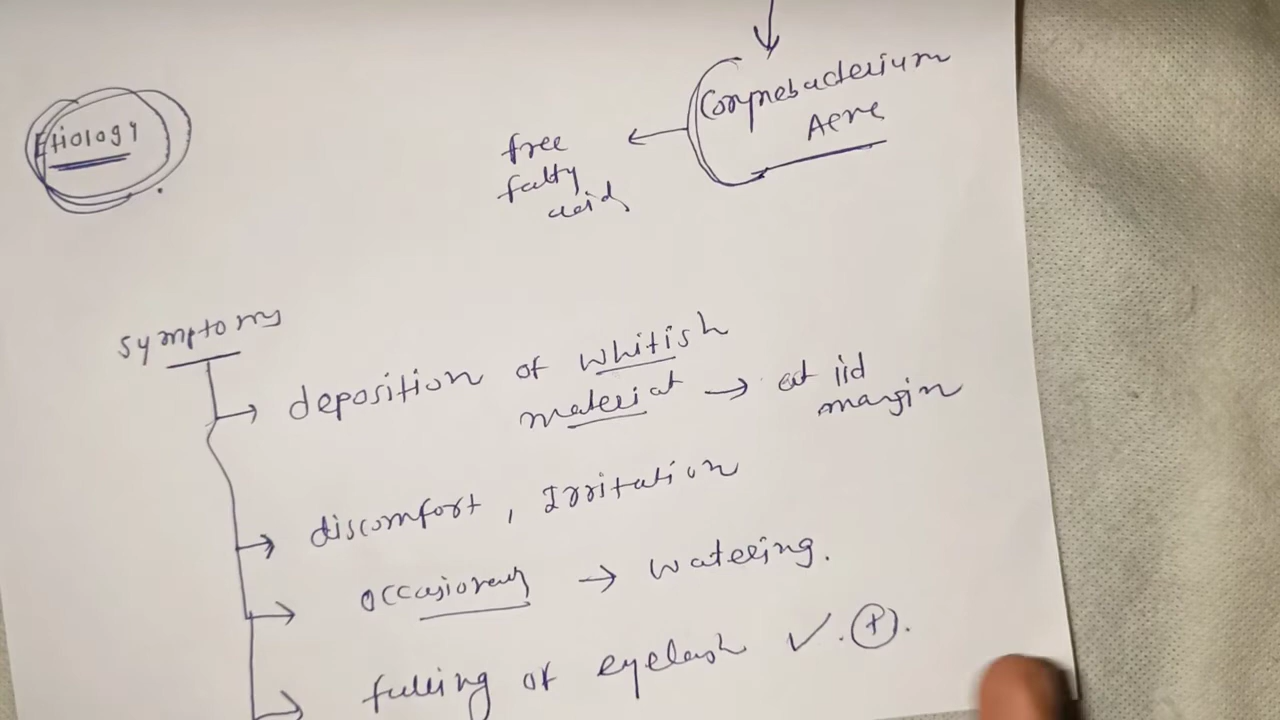 Etiology
Corynebacterium
Acne
free
fatty
acids
symptoms
deposition of whitish
material → at lid
margin
discomfort, Irritation
occasionally → watering.
falling of eyelash ✓. (+).